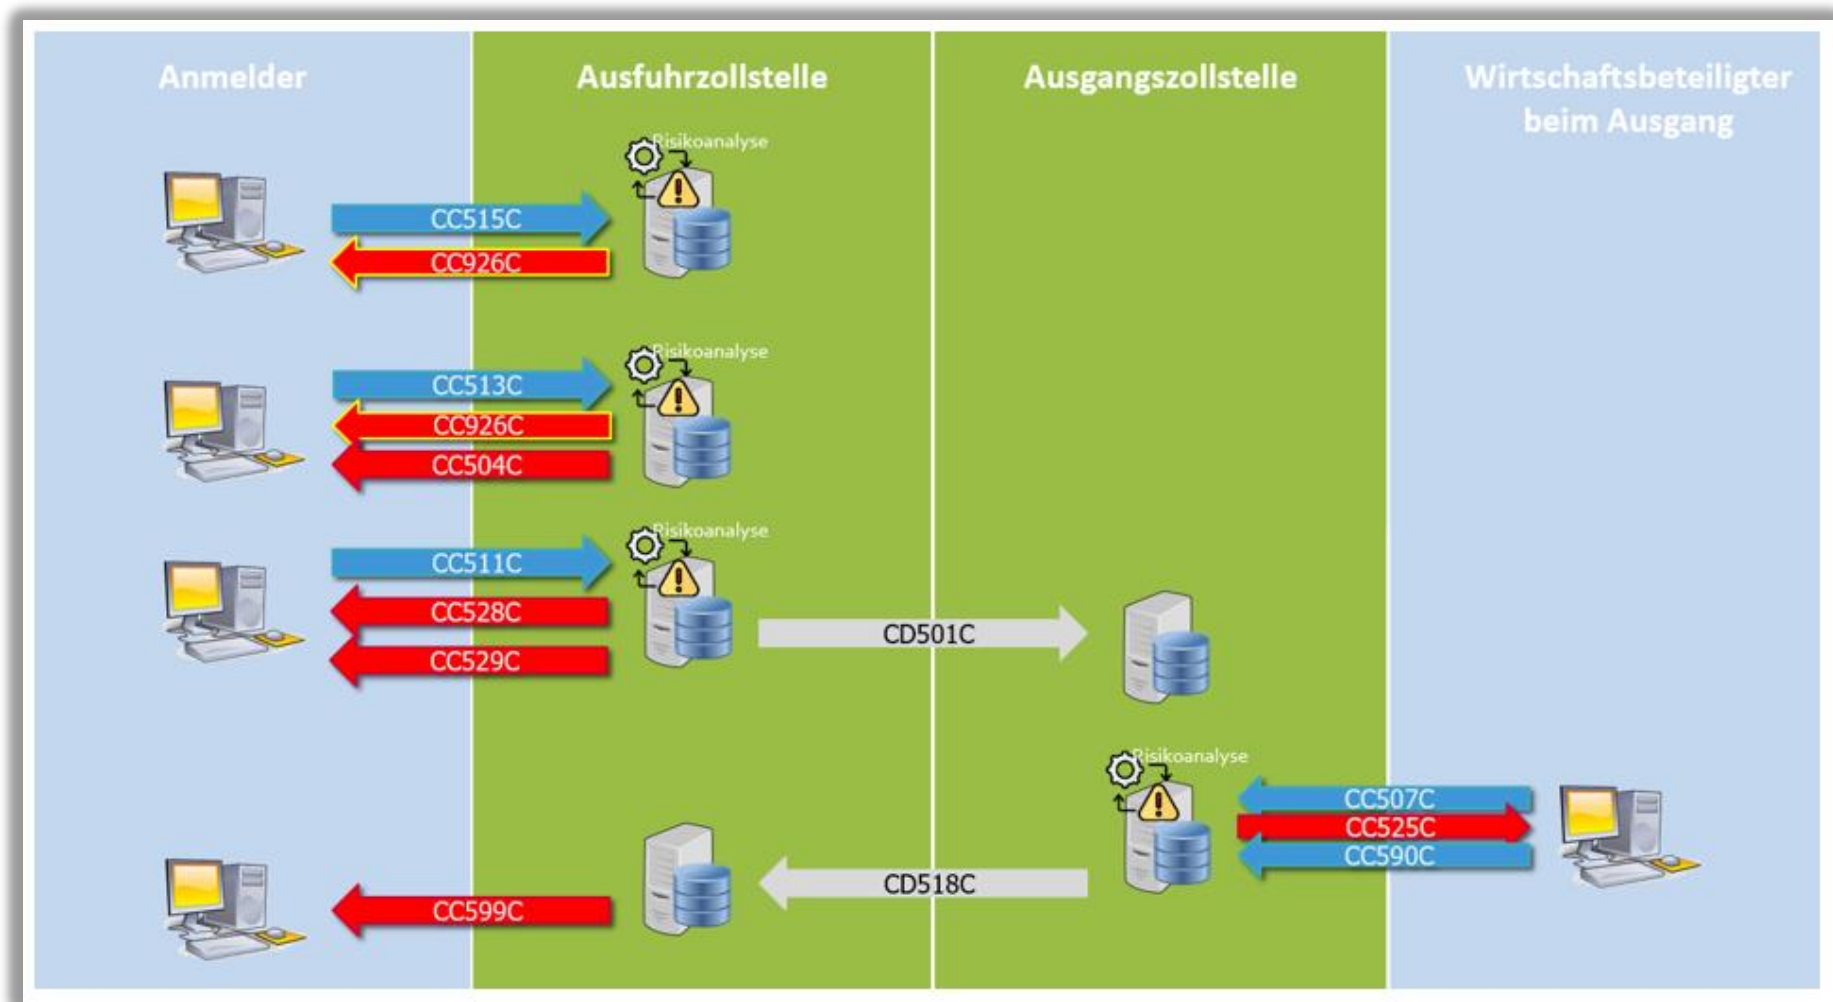 Anmelder
Ausfuhrzollstelle
Ausgangszollstelle
Wirtschaftsbeteiligter
beim Ausgang
Risikoanalyse
CC515C
CC926C
Risikoanalyse
CC513C
CC926C
CC504C
Risikoanalyse
CC511C
CC528C
CC529C
CD501C
Risikoanalyse
CC507C
CC525C
CC590C
CD518C
CC599C